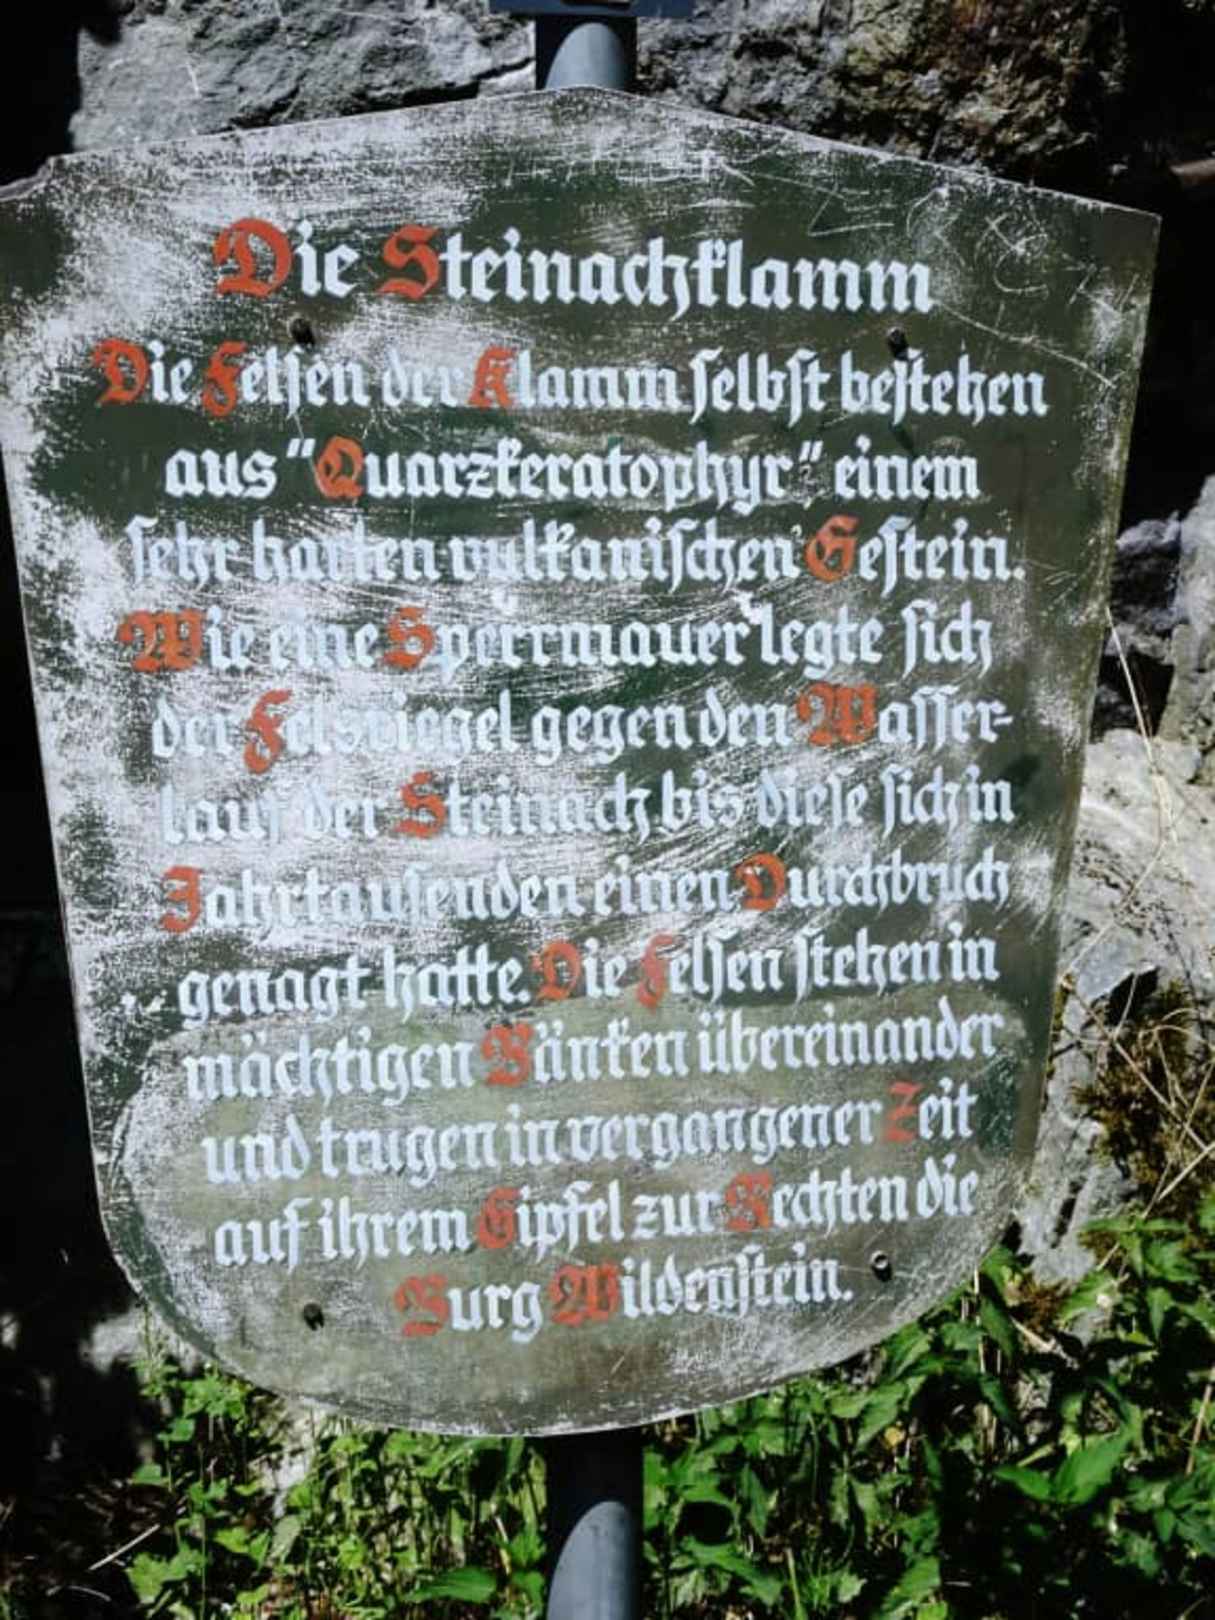 Die Steinachklamm
Die Felsen der Klamm selbst bestehen
aus "Quarzkeratophyr" einem
sehr harten vulkanischen Gestein.
Wie eine Sperrmauer legte sich
der Felsriegel gegen den Wasser-
lauf der Steinach bis diese sich in
Jahrtausenden einen Durchbruch
genagt hatte. Die Felsen stehen in
mächtigen Bänken übereinander
und trugen in vergangener Zeit
auf ihrem Gipfel zur Rechten die
Burg Wildenstein.